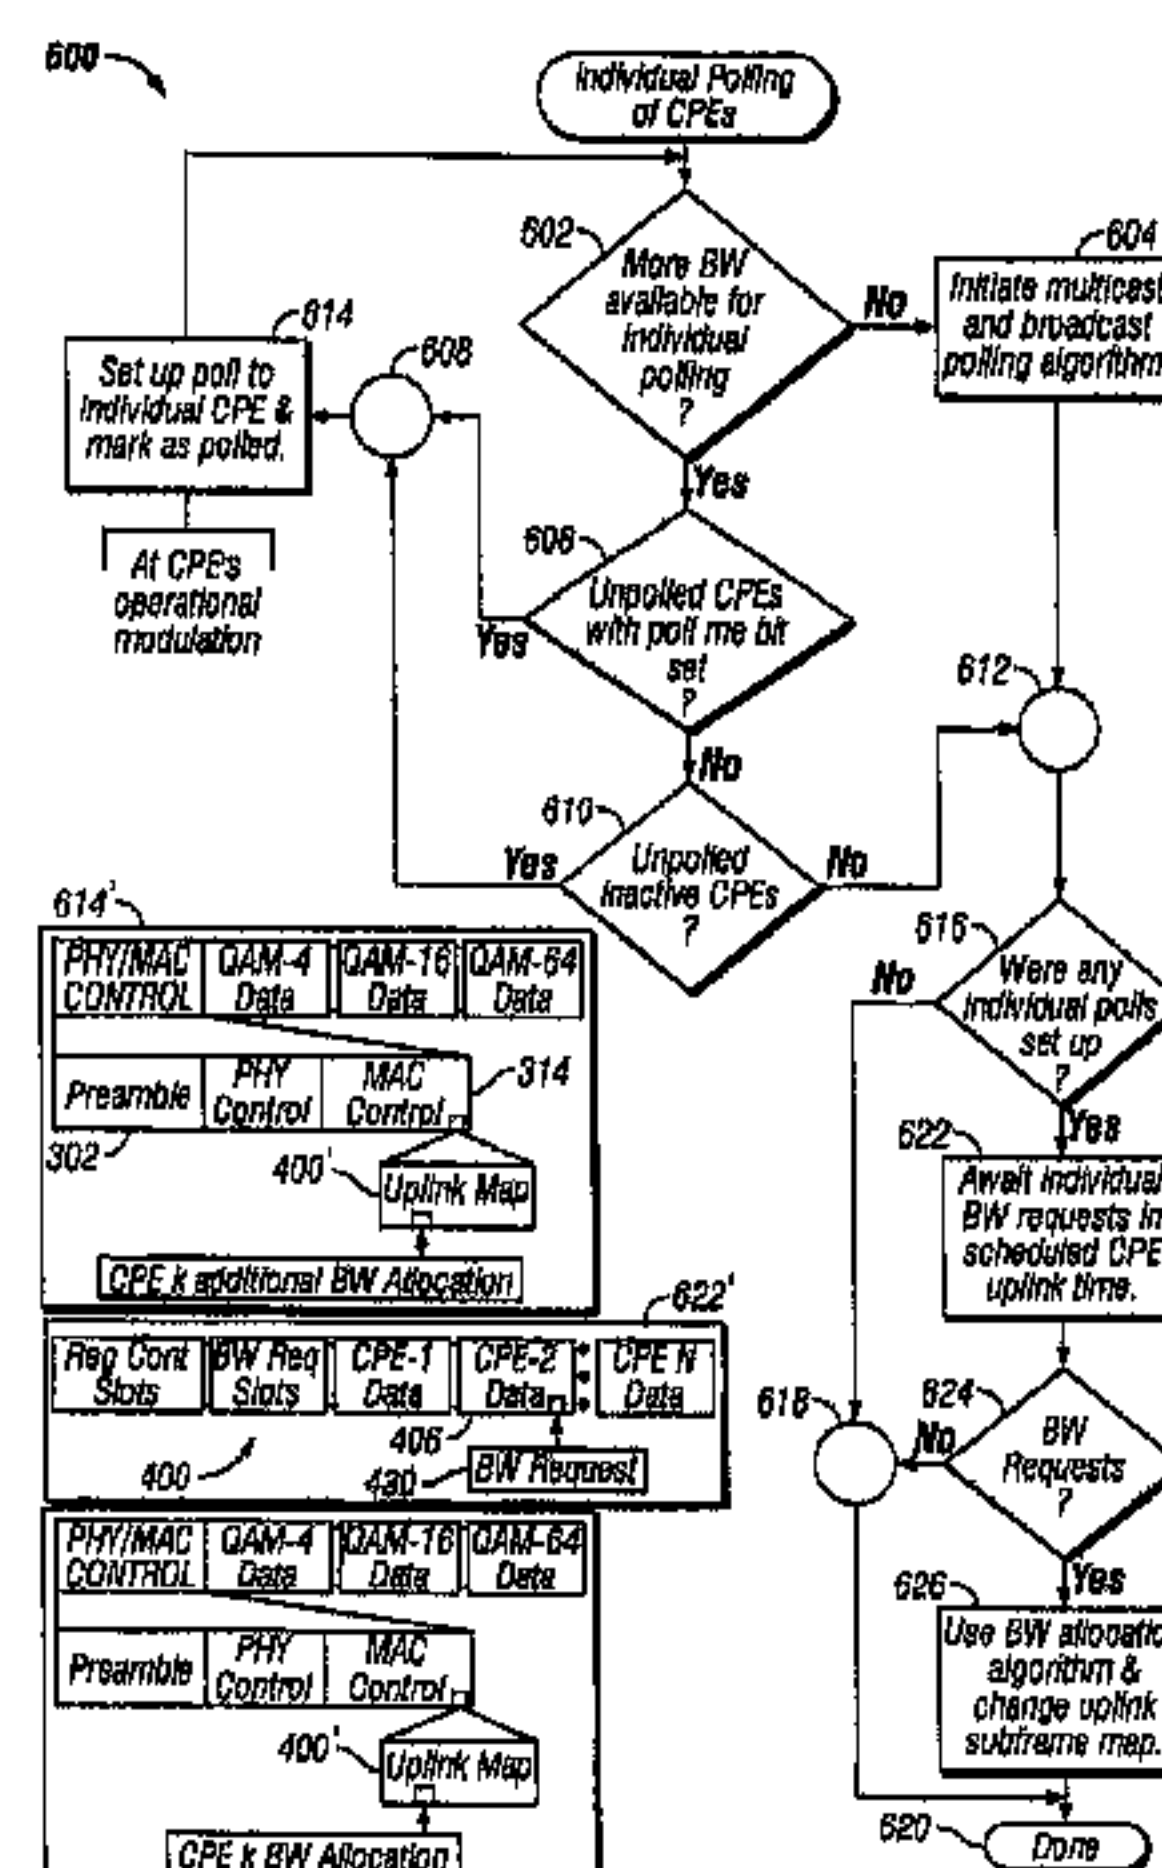 600
Individual Polling
of CPEs
602
More BW
available for
individual
polling
?
No
604
Initiate multicast
and broadcast
polling algorithm
614
Set up poll to
individual CPE &
mark as polled.
608
Yes
At CPEs
operational
modulation
606
Unpolled CPEs
with poll me bit
set
?
Yes
No
612
610
Unpolled
inactive CPEs
?
Yes
No
616
Were any
individual polls
set up
?
No
Yes
614'
PHY/MAC
CONTROL
QAM-4
Data
QAM-16
Data
QAM-64
Data
Preamble
PHY
Control
MAC
Control
314
302
400'
Uplink Map
CPE k additional BW Allocation
622
Await individual
BW requests in
scheduled CPE
uplink time.
622'
Reg Cont
Slots
BW Req
Slots
CPE-1
Data
CPE-2
Data
CPE N
Data
406
400
430
BW Request
618
624
BW
Requests
?
No
Yes
PHY/MAC
CONTROL
QAM-4
Data
QAM-16
Data
QAM-64
Data
Preamble
PHY
Control
MAC
Control
400'
Uplink Map
CPE k BW Allocation
626
Use BW allocatio
algorithm &
change uplink
subframe map.
620
Done